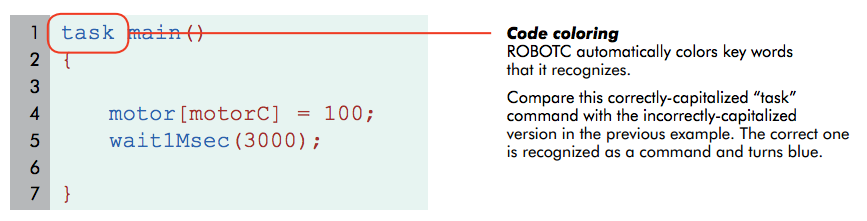 1 task main()
2 {
3
4 motor[motorC] = 100;
5 wait1Msec(3000);
6
7 }
Code coloring
ROBOTC automatically colors key words
that it recognizes.
Compare this correctly-capitalized “task”
command with the incorrectly-capitalized
version in the previous example. The correct one
is recognized as a command and turns blue.